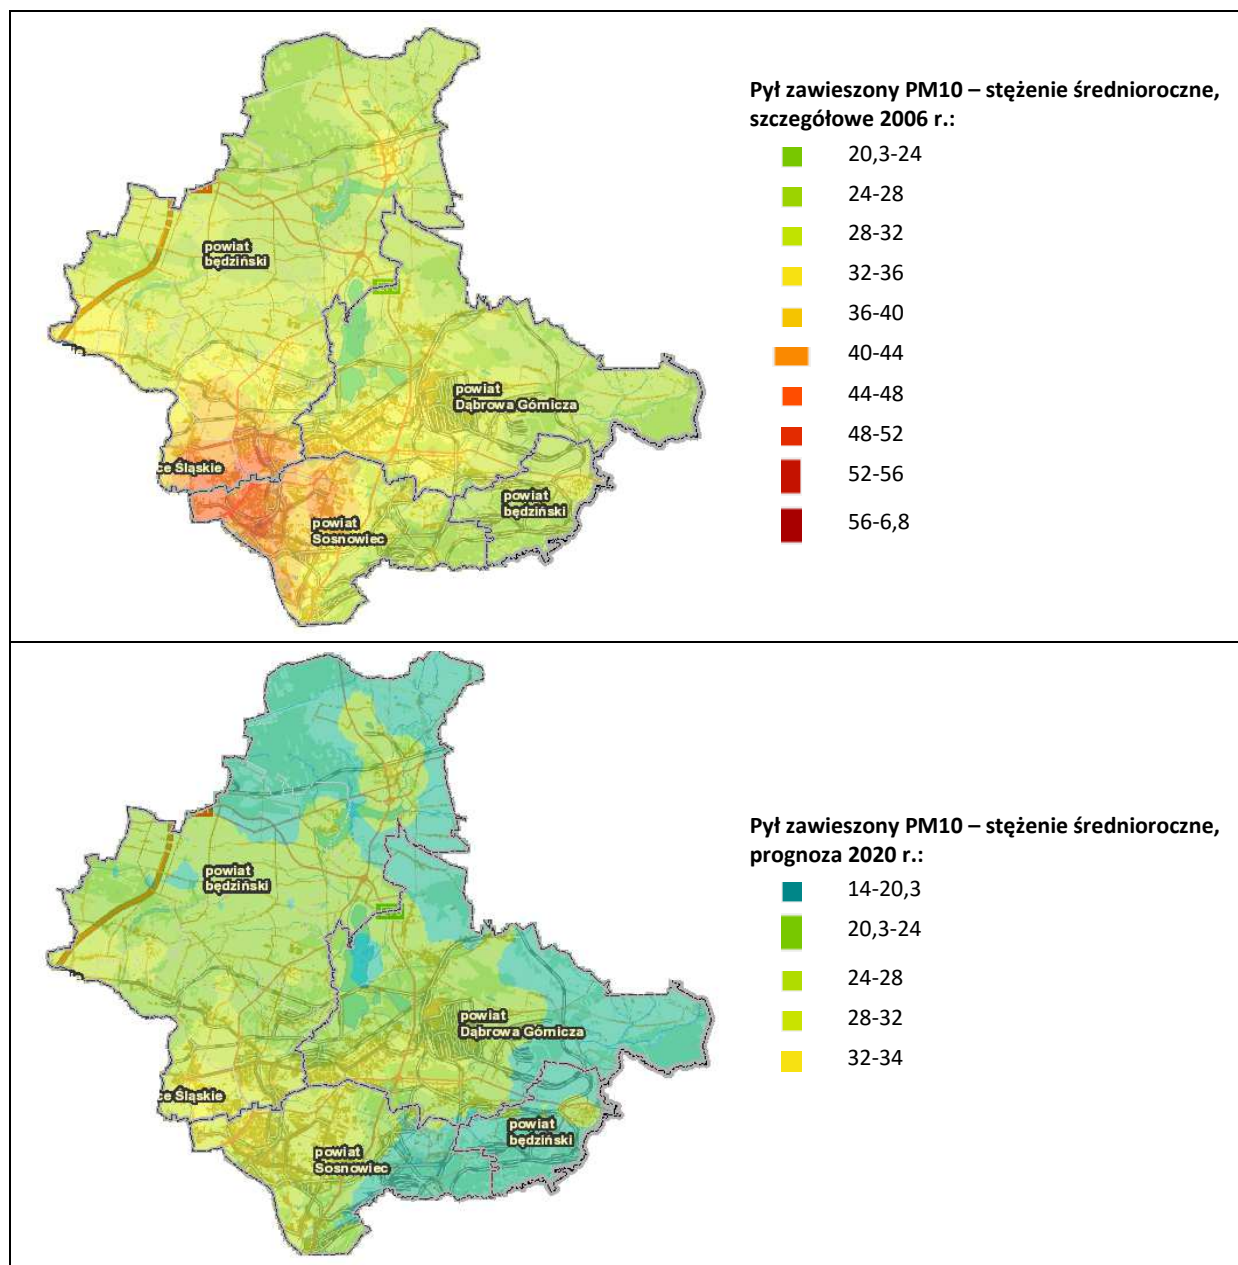 Pył zawieszony PM10 – stężenie średnioroczne,
szczegółowe 2006 r.:
20,3-24
24-28
28-32
32-36
36-40
40-44
44-48
48-52
52-56
56-6,8
powiat
będziński
powiat
Dąbrowa Górnicza
ce Śląskie
powiat
będziński
powiat
Sosnowiec
Pył zawieszony PM10 – stężenie średnioroczne,
prognoza 2020 r.:
14-20,3
20,3-24
24-28
28-32
32-34
powiat
będziński
powiat
Dąbrowa Górnicza
ce Śląskie
powiat
będziński
powiat
Sosnowiec